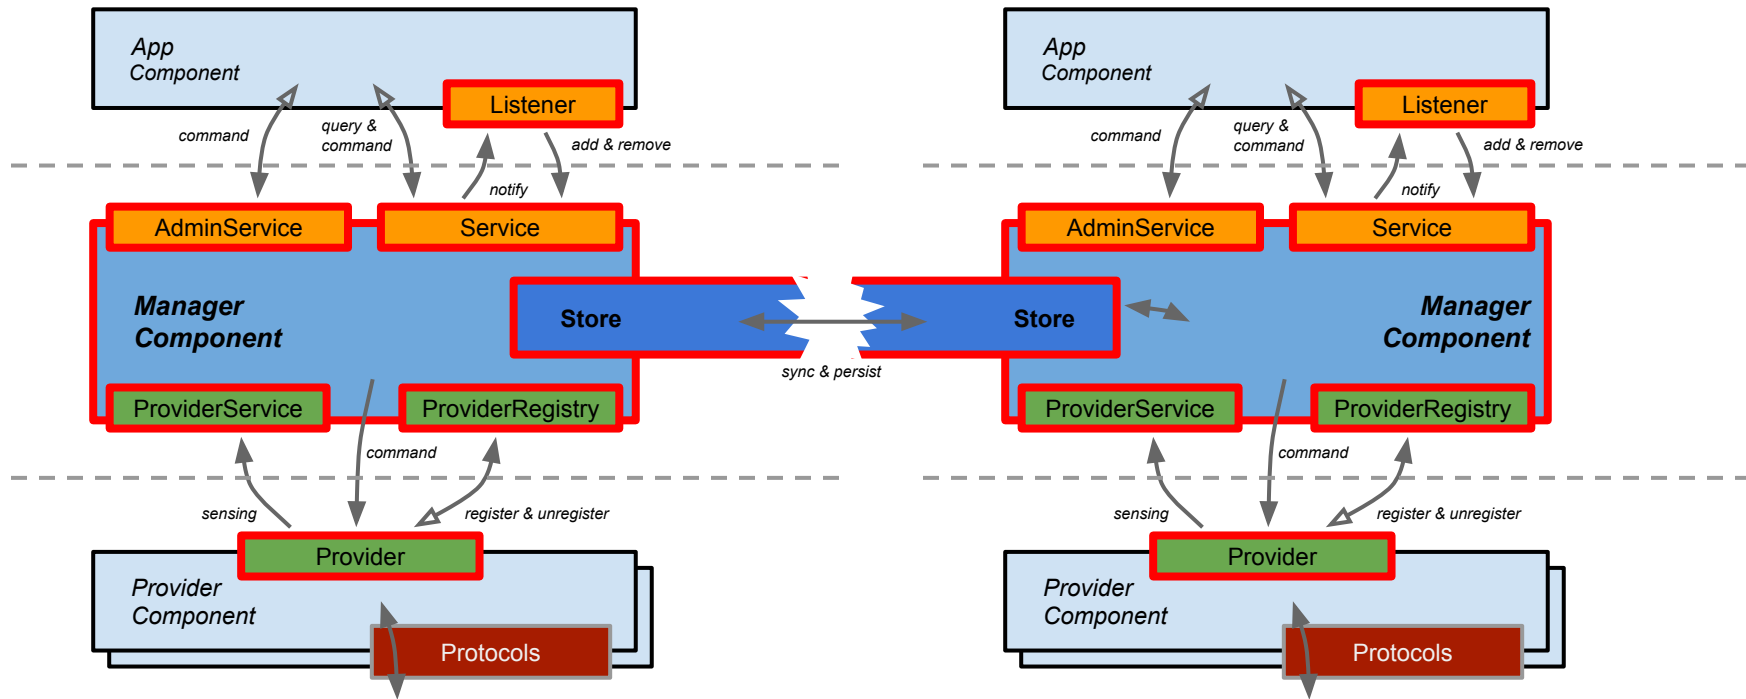 App
Component
Listener
command
query &
command
add & remove
notify
AdminService
Service
Manager
Component
Store
ProviderService
ProviderRegistry
command
sensing
register & unregister
Provider
Provider
Component
Protocols
sync & persist
App
Component
Listener
command
query &
command
add & remove
notify
AdminService
Service
Store
Manager
Component
ProviderService
ProviderRegistry
command
sensing
register & unregister
Provider
Provider
Component
Protocols